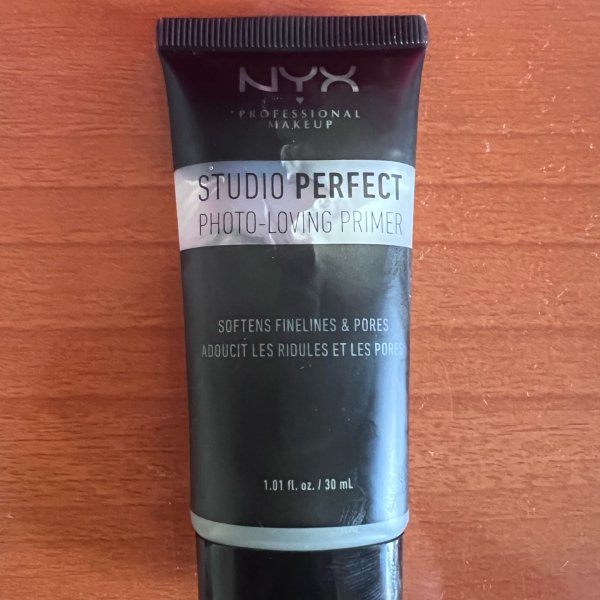 NYX
PROFESSIONAL
MAKEUP
STUDIO PERFECT
PHOTO-LOVING PRIMER
SOFTENS FINELINES & PORES
ADOUCIT LES RIDULES ET LES PORES
1.01 fl. oz. / 30 mL